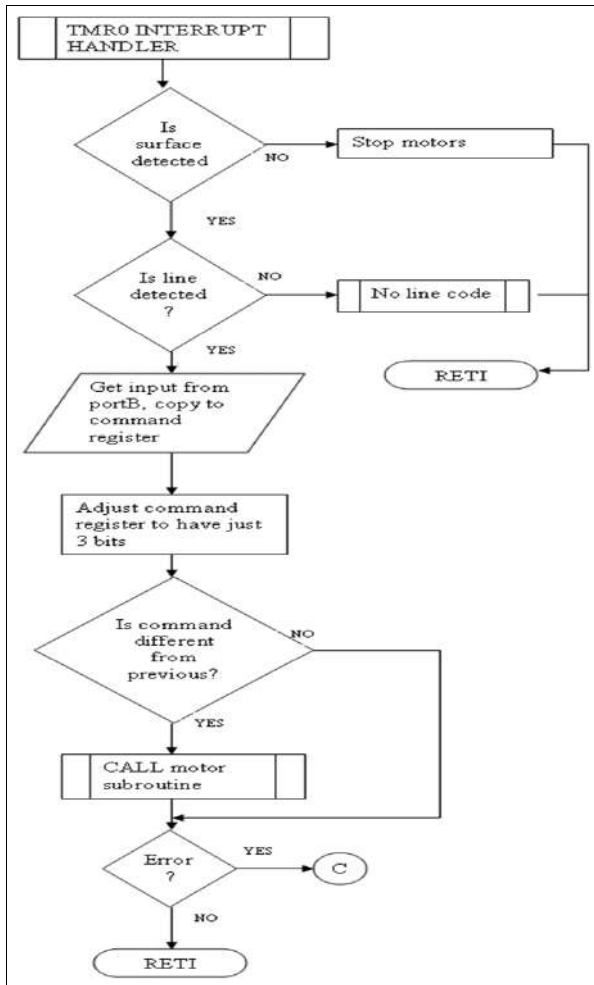 TMR0 INTERRUPT
HANDLER
Is
surface
detected
NO
Stop motors
YES
Is line
detected
?
NO
No line code
YES
RETI
Get input from
portB, copy to
command
register
Adjust command
register to have just
3 bits
Is command
different
from
previous?
NO
YES
CALL motor
subroutine
Error
?
YES
C
NO
RETI